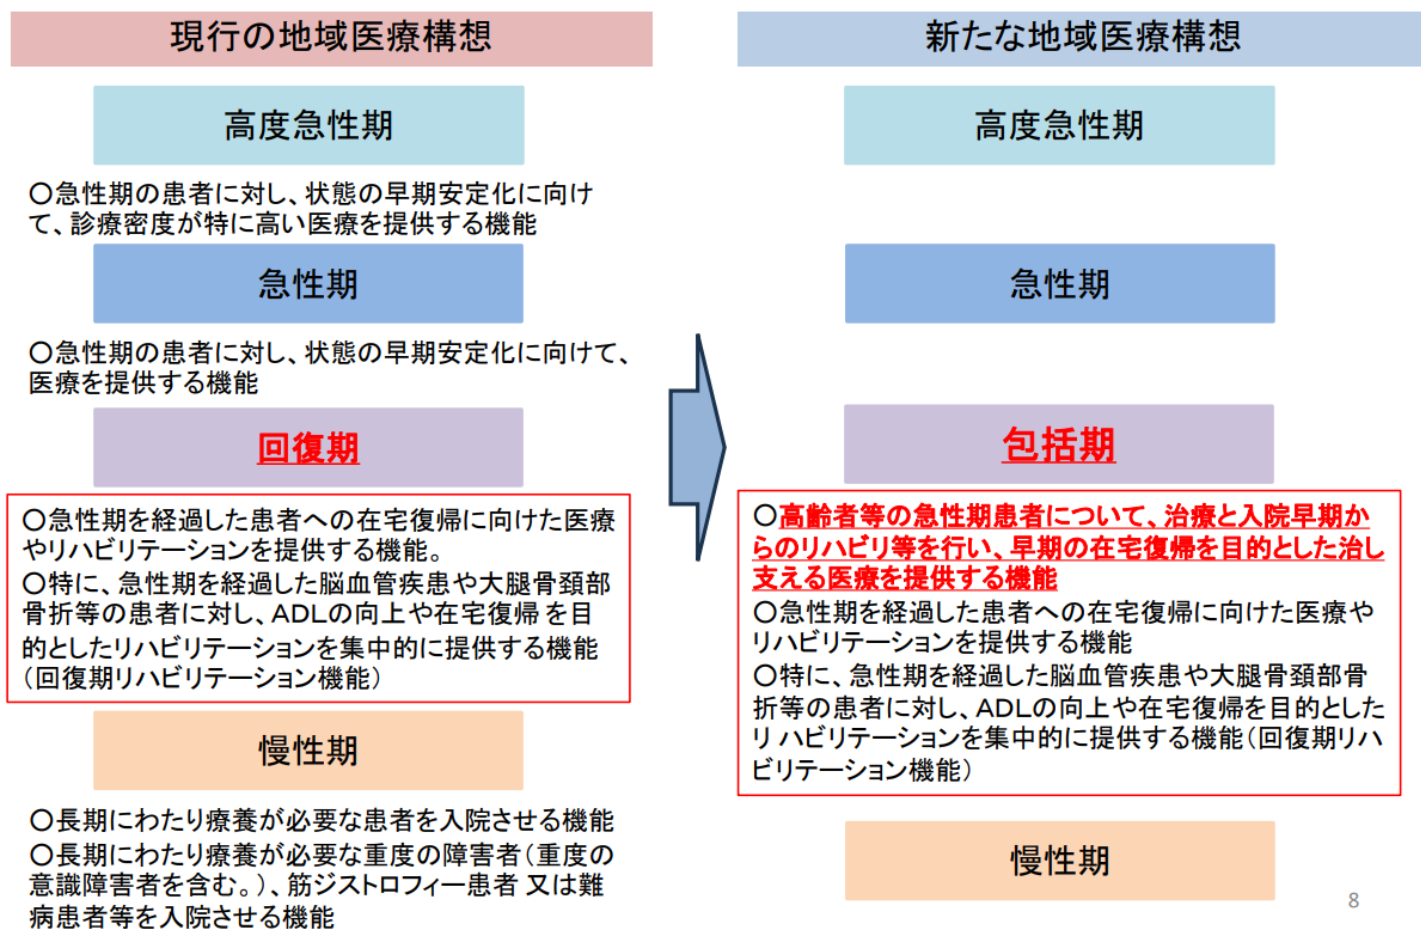 現行の地域医療構想
高度急性期
〇急性期の患者に対し、状態の早期安定化に向け
て、診療密度が特に高い医療を提供する機能
急性期
〇急性期の患者に対し、状態の早期安定化に向けて、
医療を提供する機能
回復期
〇急性期を経過した患者への在宅復帰に向けた医療
やリハビリテーションを提供する機能。
〇特に、急性期を経過した脳血管疾患や大腿骨頚部
骨折等の患者に対し、ADLの向上や在宅復帰 を目
的としたリハビリテーションを集中的に提供する機能
（回復期リハビリテーション機能）
慢性期
〇長期にわたり療養が必要な患者を入院させる機能
〇長期にわたり療養が必要な重度の障害者（重度の
意識障害者を含む。）、筋ジストロフィー患者 又は難
病患者等を入院させる機能
新たな地域医療構想
高度急性期
急性期
包括期
〇高齢者等の急性期患者について、治療と入院早期か
らのリハビリ等を行い、早期の在宅復帰を目的とした治し
支える医療を提供する機能
〇急性期を経過した患者への在宅復帰に向けた医療や
リハビリテーションを提供する機能
〇特に、急性期を経過した脳血管疾患や大腿骨頚部骨
折等の患者に対し、ADLの向上や在宅復帰を目的とした
リ ハビリテーションを集中的に提供する機能（回復期リハ
ビリテーション機能）
慢性期
8